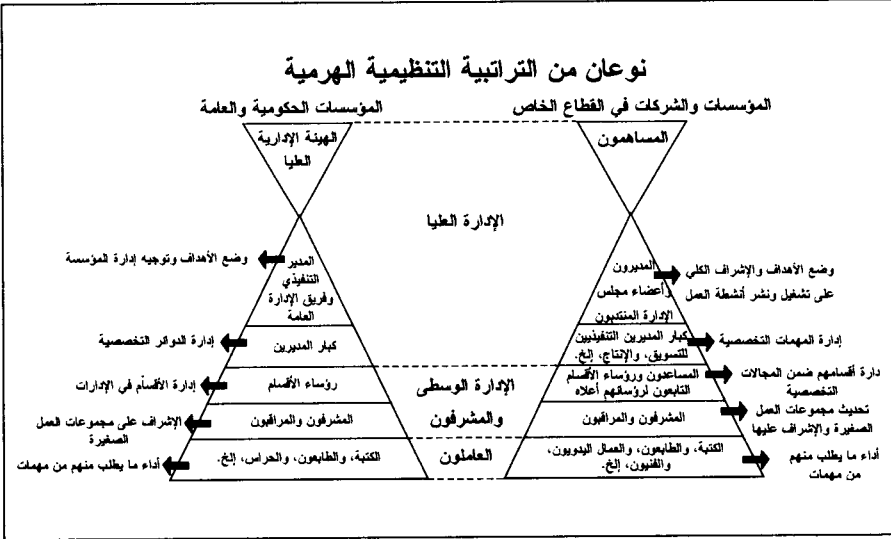 نوعان من التراتبية التنظيمية الهرمية
المؤسسات والشركات في القطاع الخاص
المؤسسات الحكومية والعامة
المساهمون
الهيئة الإدارية
العليا
الإدارة العليا
المديرون
وأعضاء مجلس
الإدارة المنتدبون
وضع الأهداف والإشراف الكلي
على تشغيل ونشر أنشطة العمل
المدير
التنفيذي
وفريق الإدارة
العامة
وضع الأهداف وتوجيه إدارة المؤسسة
كبار المديرين التنفيذيين
للتسويق، والإنتاج، إلخ.
إدارة المهمات التخصصية
كبار المديرين
إدارة الدوائر التخصصية
الإدارة الوسطى
والمشرفون
المساعدون ورؤساء الأقسام
التابعون لرؤسائهم أعلاه
دارة أقسامهم ضمن المجالات
التخصصية
رؤساء الأقسام
إدارة الأقسام في الإدارات
المشرفون والمراقبون
تحديث مجموعات العمل
الصغيرة والإشراف عليها
المشرفون والمراقبون
الإشراف على مجموعات العمل
الصغيرة
العاملون
الكتبة، والطابعون، والعمال اليدويون،
والفنيون، إلخ.
أداء ما يطلب منهم
من مهمات
الكتبة، والطابعون، والحراس، إلخ.
أداء ما يطلب منهم من مهمات